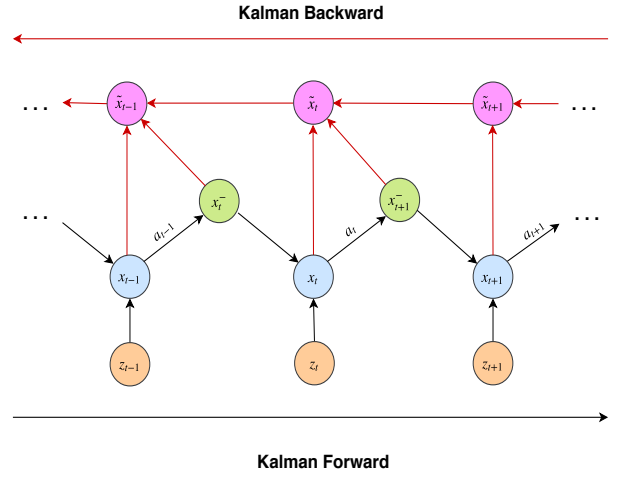 Kalman Backward
... x̃ₜ₋₁ x̃ₜ x̃ₜ₊₁ ...
xₜ⁻ xₜ₊₁⁻
... aₜ₋₁ aₜ aₜ₊₁ ...
xₜ₋₁ xₜ xₜ₊₁
zₜ₋₁ zₜ zₜ₊₁
Kalman Forward